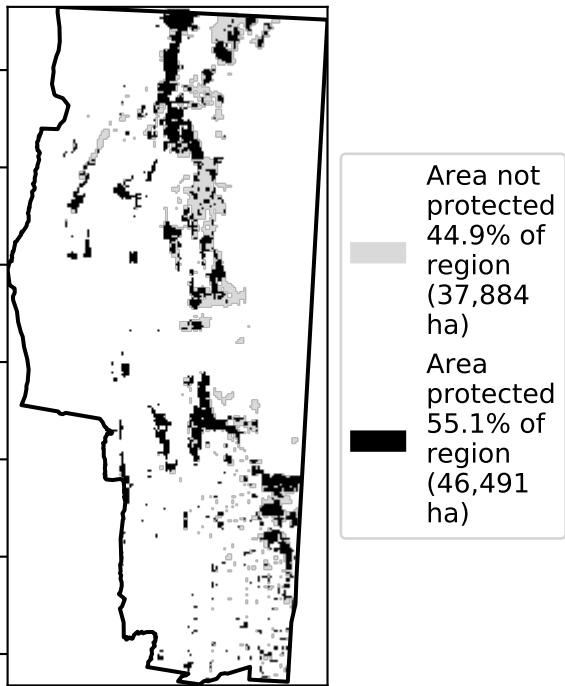 Area not
protected
44.9% of
region
(37,884
ha)
Area
protected
55.1% of
region
(46,491
ha)